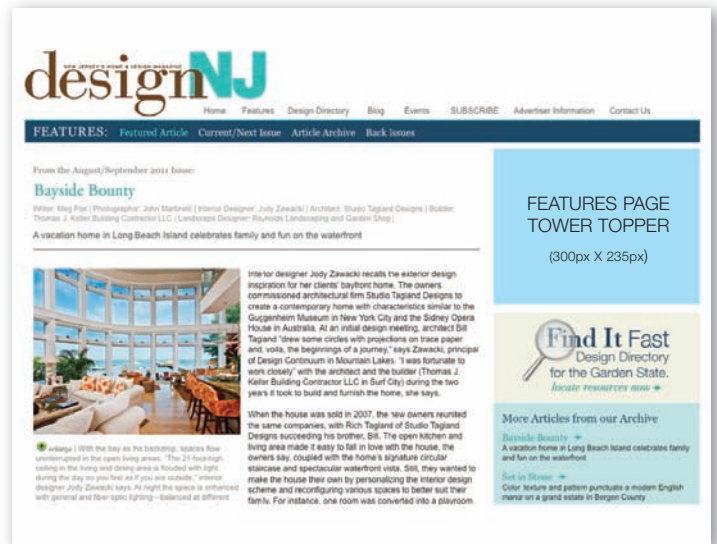 NEW JERSEY'S HOME & DESIGN MAGAZINE
designNJ
Home Features Design Directory Blog Events SUBSCRIBE Advertiser Information Contact Us
FEATURES: Featured Article Current/Next Issue Article Archive Back Issues
From the August/September 2011 Issue:
Bayside Bounty
Writer: Meg Fox | Photographer: John Martinelli | Interior Designer: Jody Zawacki | Architect: Studio Tagland Designs | Builder:
Thomas J. Keller Building Contractor LLC | Landscape Designer: Reynolds Landscaping and Garden Shop |
A vacation home in Long Beach Island celebrates family and fun on the waterfront
Interior designer Jody Zawacki recalls the exterior design
inspiration for her clients' bayfront home. The owners
commissioned architectural firm Studio Tagland Designs to
create a contemporary home with characteristics similar to the
Guggenheim Museum in New York City and the Sidney Opera
House in Australia. At an initial design meeting, architect Bill
Tagland "drew some circles with projections on trace paper
and, voila, the beginnings of a journey," says Zawacki, principal
of Design Continuum in Mountain Lakes. "I was fortunate to
work closely" with the architect and the builder (Thomas J.
Keller Building Contractor LLC in Surf City) during the two
years it took to build and furnish the home, she says.
When the house was sold in 2007, the new owners reunited
the same companies, with Rich Tagland of Studio Tagland
Designs succeeding his brother, Bill. The open kitchen and
living area made it easy to fall in love with the house, the
owners say, coupled with the home's signature circular
staircase and spectacular waterfront vista. Still, they wanted to
make the house their own by personalizing the interior design
scheme and reconfiguring various spaces to better suit their
family. For instance, one room was converted into a playroom
enlarge | With the bay as the backdrop, spaces flow
uninterrupted in the open living areas. "The 21-foot-high
ceiling in the living and dining area is flooded with light
during the day so you feel as if you are outside," interior
designer Jody Zawacki says. At night the space is enhanced
with general and fiber-optic lighting—balanced at different
FEATURES PAGE
TOWER TOPPER
(300px X 235px)
Find It Fast
Design Directory
for the Garden State.
locate resources now
More Articles from our Archive
Bayside Bounty
A vacation home in Long Beach Island celebrates family
and fun on the waterfront
Set in Stone
Color texture and pattern punctuate a modern English
manor on a grand estate in Bergen County